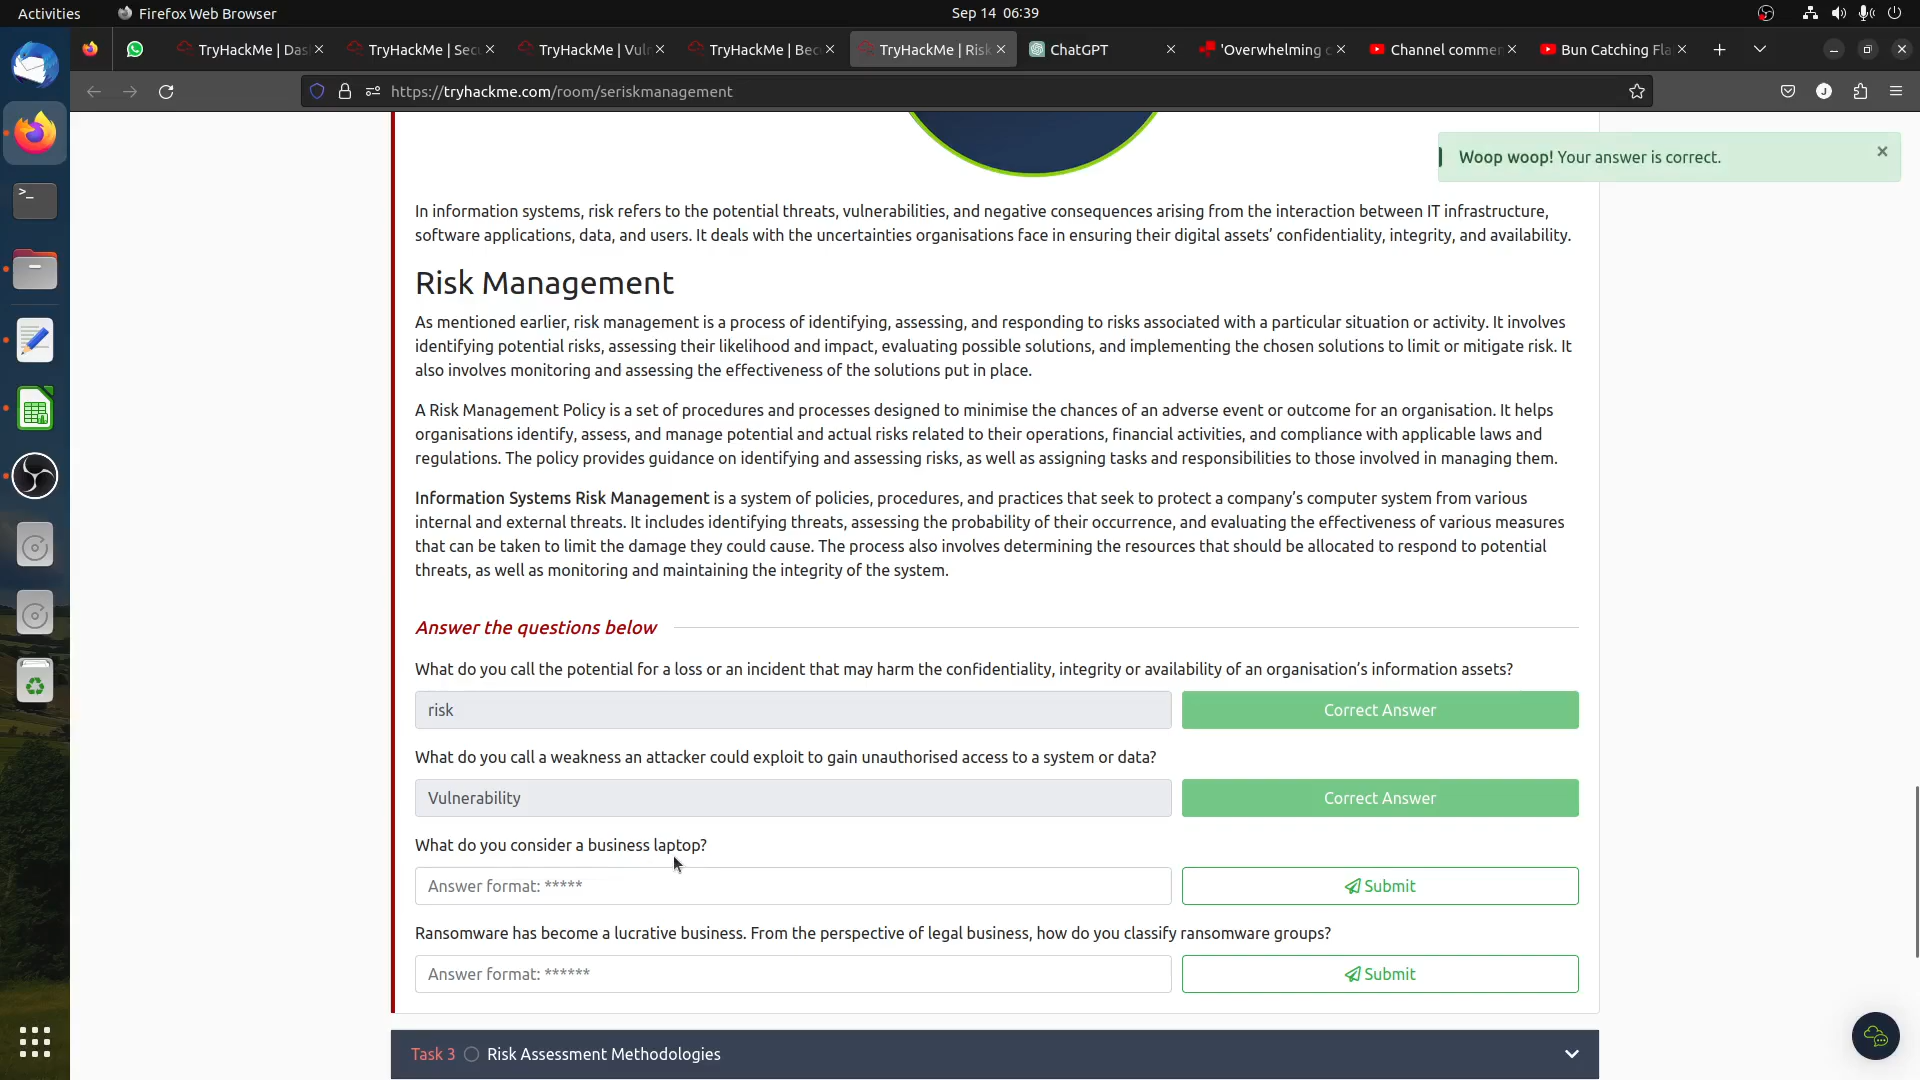 Activities
Firefox Web Browser
Sep 14 06:39
TryHackMe | Das
TryHackMe | Sec
TryHackMe | Vuln
TryHackMe | Bec
TryHackMe | Risk
ChatGPT
'Overwhelming c
Channel commen
Bun Catching Fla
https://tryhackme.com/room/seriskmanagement
J
Woop woop! Your answer is correct.
In information systems, risk refers to the potential threats, vulnerabilities, and negative consequences arising from the interaction between IT infrastructure,
software applications, data, and users. It deals with the uncertainties organisations face in ensuring their digital assets’ confidentiality, integrity, and availability.
Risk Management
As mentioned earlier, risk management is a process of identifying, assessing, and responding to risks associated with a particular situation or activity. It involves
identifying potential risks, assessing their likelihood and impact, evaluating possible solutions, and implementing the chosen solutions to limit or mitigate risk. It
also involves monitoring and assessing the effectiveness of the solutions put in place.
A Risk Management Policy is a set of procedures and processes designed to minimise the chances of an adverse event or outcome for an organisation. It helps
organisations identify, assess, and manage potential and actual risks related to their operations, financial activities, and compliance with applicable laws and
regulations. The policy provides guidance on identifying and assessing risks, as well as assigning tasks and responsibilities to those involved in managing them.
Information Systems Risk Management is a system of policies, procedures, and practices that seek to protect a company’s computer system from various
internal and external threats. It includes identifying threats, assessing the probability of their occurrence, and evaluating the effectiveness of various measures
that can be taken to limit the damage they could cause. The process also involves determining the resources that should be allocated to respond to potential
threats, as well as monitoring and maintaining the integrity of the system.
Answer the questions below
What do you call the potential for a loss or an incident that may harm the confidentiality, integrity or availability of an organisation’s information assets?
risk
Correct Answer
What do you call a weakness an attacker could exploit to gain unauthorised access to a system or data?
Vulnerability
Correct Answer
What do you consider a business laptop?
Answer format: *****
Submit
Ransomware has become a lucrative business. From the perspective of legal business, how do you classify ransomware groups?
Answer format: ******
Submit
Task 3 Risk Assessment Methodologies